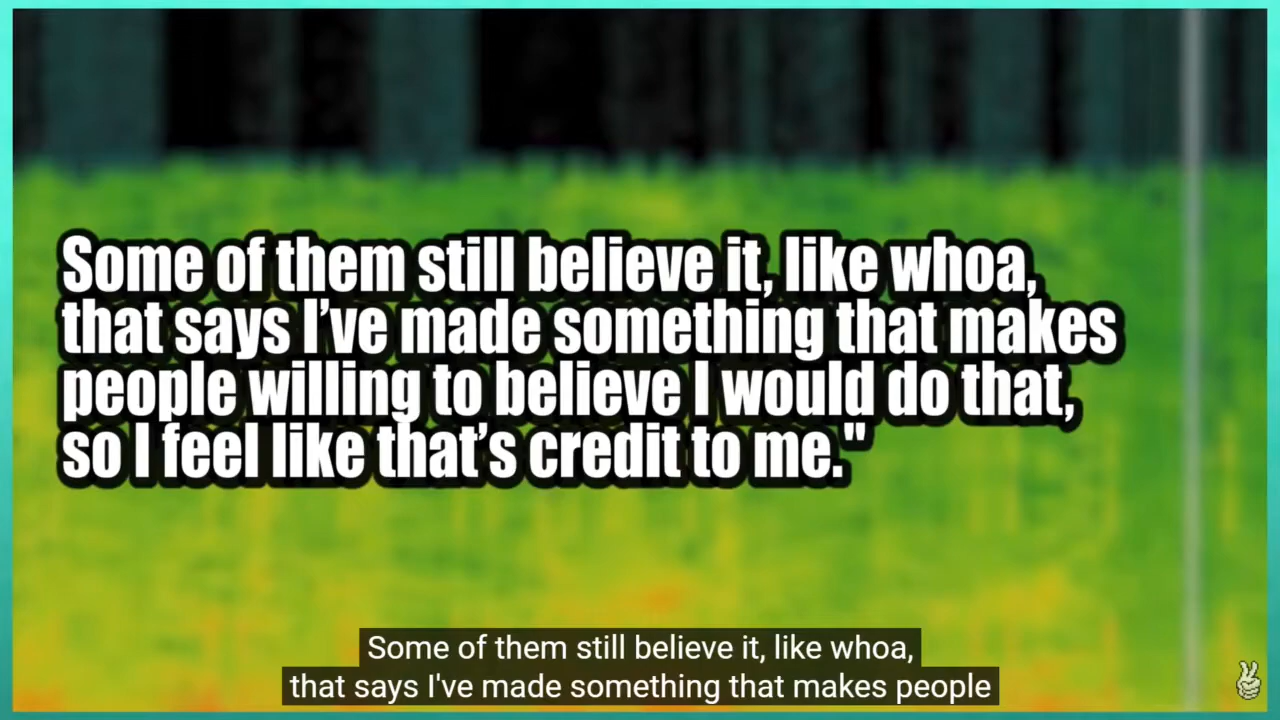 Some of them still believe it, like whoa,
that says I’ve made something that makes
people willing to believe I would do that,
so I feel like that’s credit to me."
Some of them still believe it, like whoa,
that says I've made something that makes people